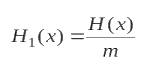 H₁(x) = H(x)/m